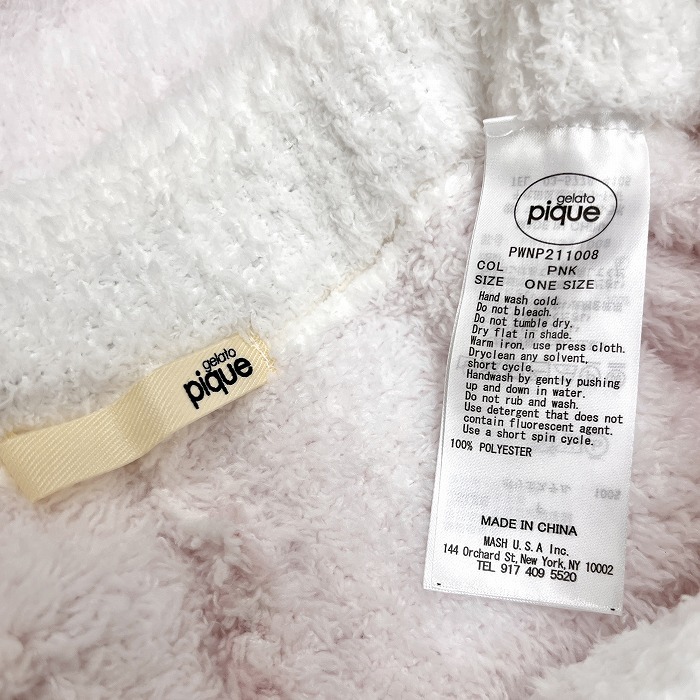 gelato
pique
gelato
pique
PWNP211008
COL PNK
SIZE ONE SIZE
Hand wash cold.
Do not bleach.
Do not tumble dry.
Dry flat in shade.
Warm iron, use press cloth.
Dryclean any solvent,
short cycle.
Handwash by gently pushing
up and down in water.
Do not rub and wash.
Use detergent that does not
contain fluorescent agent.
Use a short spin cycle.
100% POLYESTER
MADE IN CHINA
MASH U.S.A Inc.
144 Orchard St, New York, NY 10002
TEL 917 409 5520